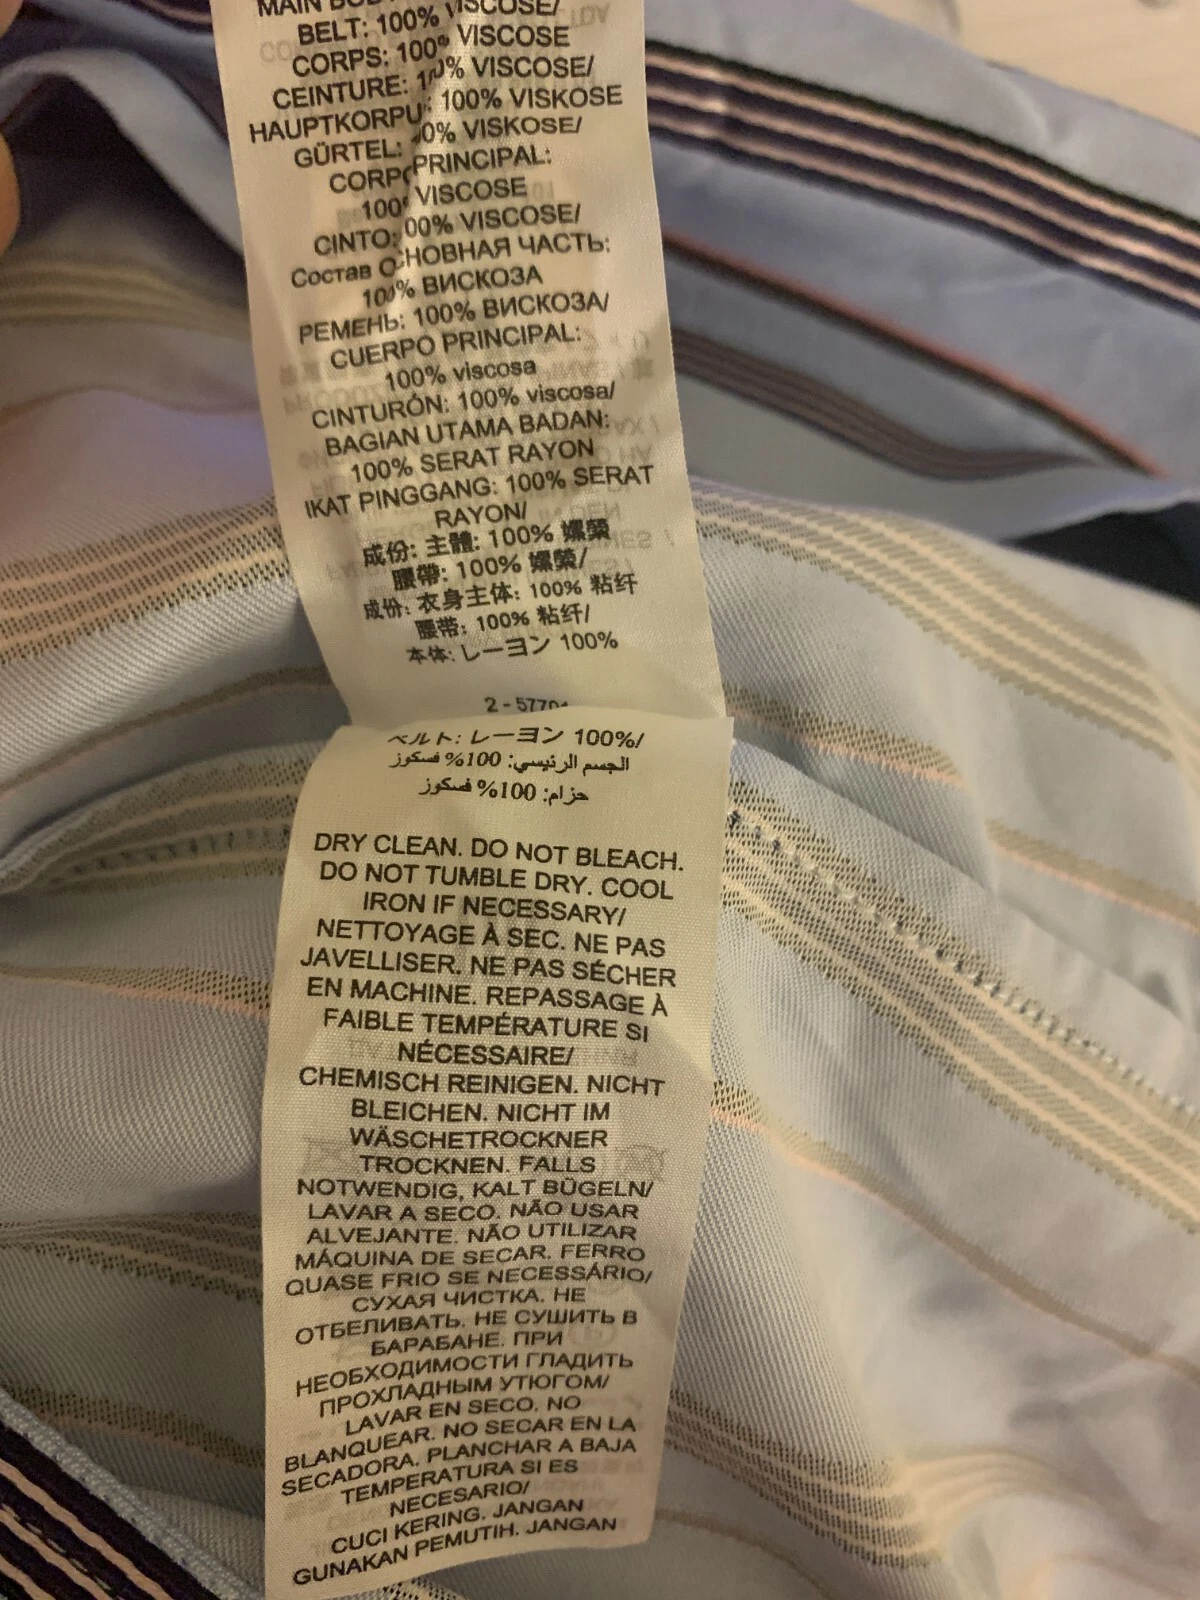 MAIN
BELT: 100% VISCOSE/
CORPS: 100% VISCOSE
CEINTURE: 100% VISCOSE/
HAUPTKORPU : 100% VISKOSE
GÜRTEL: 00% VISKOSE/
CORPO PRINCIPAL:
100% VISCOSE
CINTO: 00% VISCOSE/
Состав ОСНОВНАЯ ЧАСТЬ:
100% ВИСКОЗА
РЕМЕНЬ: 100% ВИСКОЗА/
CUERPO PRINCIPAL:
100% viscosa
CINTURÓN: 100% viscosa/
BAGIAN UTAMA BADAN:
100% SERAT RAYON
IKAT PINGGANG: 100% SERAT
RAYON/
成份: 主體: 100% 嫘縈
腰帶: 100% 嫘縈/
成份: 衣身主体: 100% 粘纤
腰带: 100% 粘纤/
本体: レーヨン 100%
ベルト: レーヨン 100%/
الجسم الرئيسي: 100% فسكوز
حزام: 100% فسكوز
DRY CLEAN. DO NOT BLEACH.
DO NOT TUMBLE DRY. COOL
IRON IF NECESSARY/
NETTOYAGE À SEC. NE PAS
JAVELLISER. NE PAS SÉCHER
EN MACHINE. REPASSAGE À
FAIBLE TEMPÉRATURE SI
NÉCESSAIRE/
CHEMISCH REINIGEN. NICHT
BLEICHEN. NICHT IM
WÄSCHETROCKNER
TROCKNEN. FALLS
NOTWENDIG, KALT BÜGELN/
LAVAR A SECO. NÃO USAR
ALVEJANTE. NÃO UTILIZAR
MÁQUINA DE SECAR. FERRO
QUASE FRIO SE NECESSÁRIO/
СУХАЯ ЧИСТКА. НЕ
ОТБЕЛИВАТЬ. НЕ СУШИТЬ В
БАРАБАНЕ. ПРИ
НЕОБХОДИМОСТИ ГЛАДИТЬ
ПРОХЛАДНЫМ УТЮГОМ/
LAVAR EN SECO. NO
BLANQUEAR. NO SECAR EN LA
SECADORA. PLANCHAR A BAJA
TEMPERATURA SI ES
NECESARIO/
CUCI KERING. JANGAN
GUNAKAN PEMUTIH. JANGAN